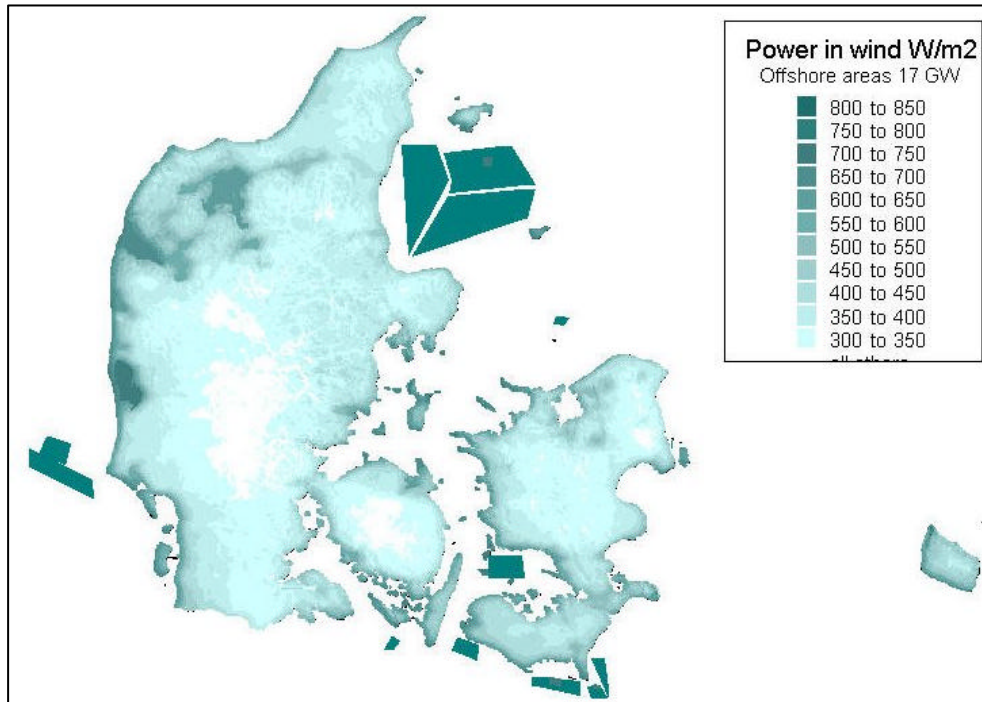 Power in wind W/m2
Offshore areas 17 GW
800 to 850
750 to 800
700 to 750
650 to 700
600 to 650
550 to 600
500 to 550
450 to 500
400 to 450
350 to 400
300 to 350
all others